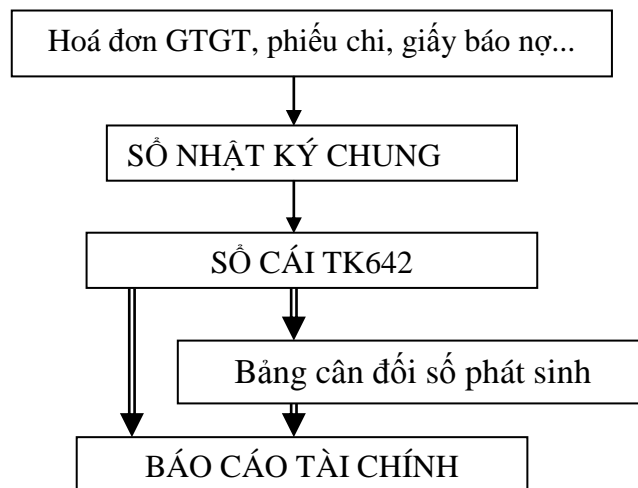 Hoá đơn GTGT, phiếu chi, giấy báo nợ...
SỔ NHẬT KÝ CHUNG
SỔ CÁI TK642
Bảng cân đối số phát sinh
BÁO CÁO TÀI CHÍNH